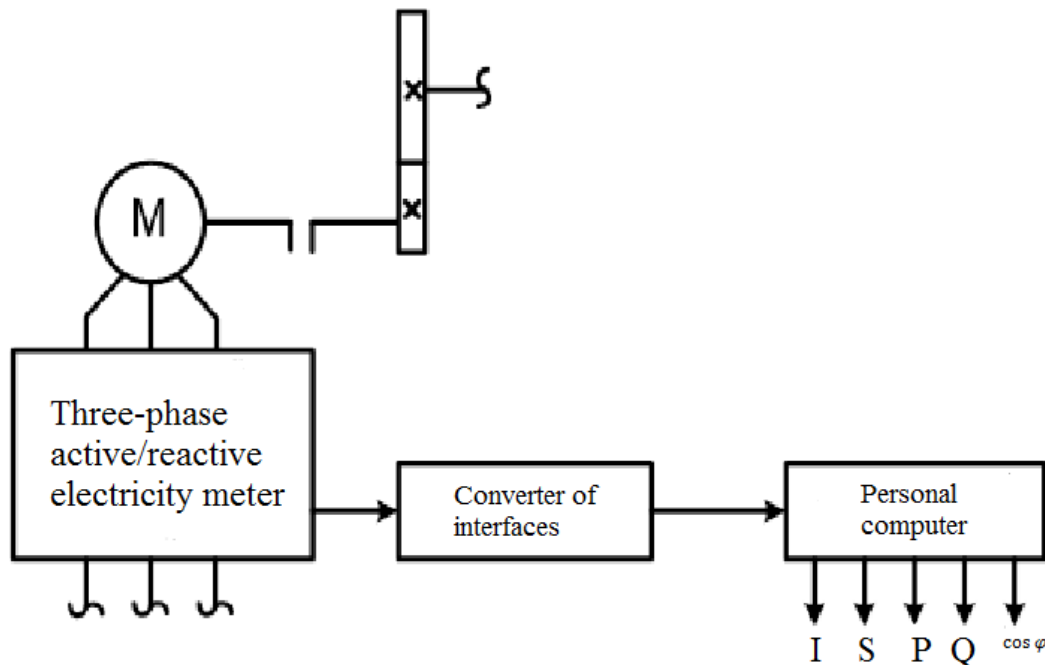 M
Three-phase
active/reactive
electricity meter
Converter of
interfaces
Personal
computer
I S P Q cos φ